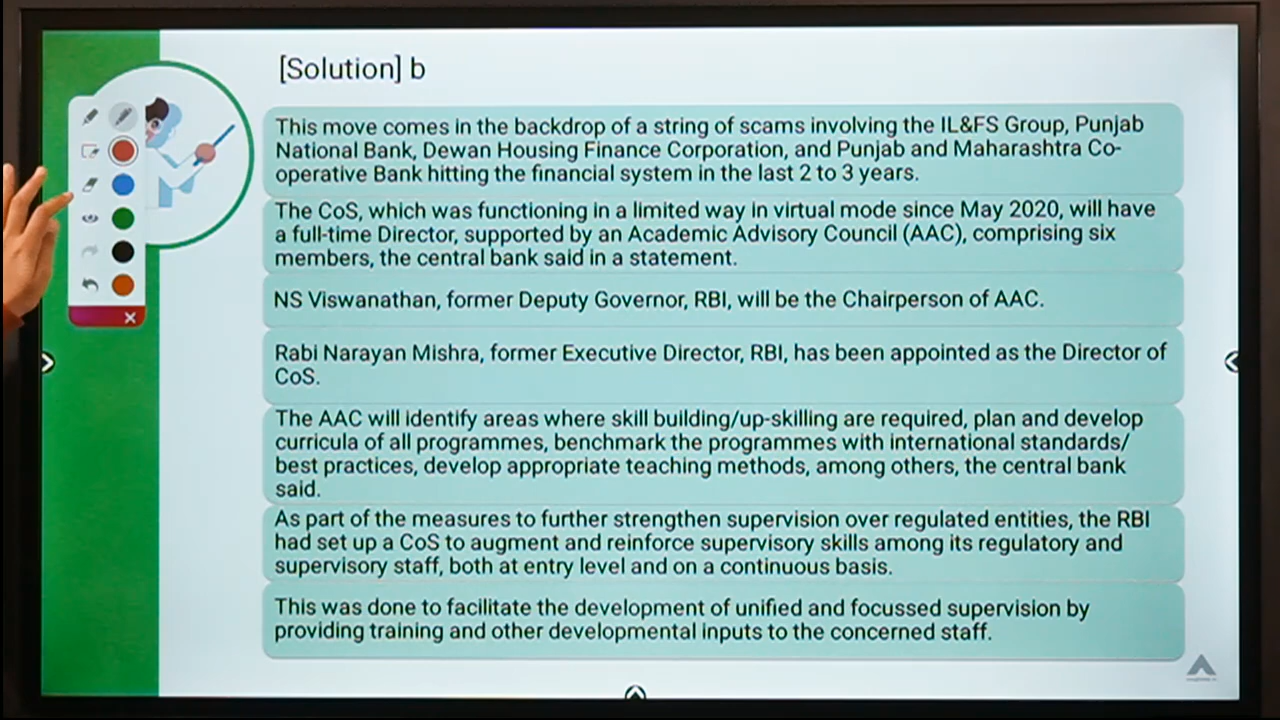 [Solution] b
This move comes in the backdrop of a string of scams involving the IL&FS Group, Punjab
National Bank, Dewan Housing Finance Corporation, and Punjab and Maharashtra Co-
operative Bank hitting the financial system in the last 2 to 3 years.
The CoS, which was functioning in a limited way in virtual mode since May 2020, will have
a full-time Director, supported by an Academic Advisory Council (AAC), comprising six
members, the central bank said in a statement.
NS Viswanathan, former Deputy Governor, RBI, will be the Chairperson of AAC.
Rabi Narayan Mishra, former Executive Director, RBI, has been appointed as the Director of
CoS.
The AAC will identify areas where skill building/up-skilling are required, plan and develop
curricula of all programmes, benchmark the programmes with international standards/
best practices, develop appropriate teaching methods, among others, the central bank
said.
As part of the measures to further strengthen supervision over regulated entities, the RBI
had set up a CoS to augment and reinforce supervisory skills among its regulatory and
supervisory staff, both at entry level and on a continuous basis.
This was done to facilitate the development of unified and focussed supervision by
providing training and other developmental inputs to the concerned staff.